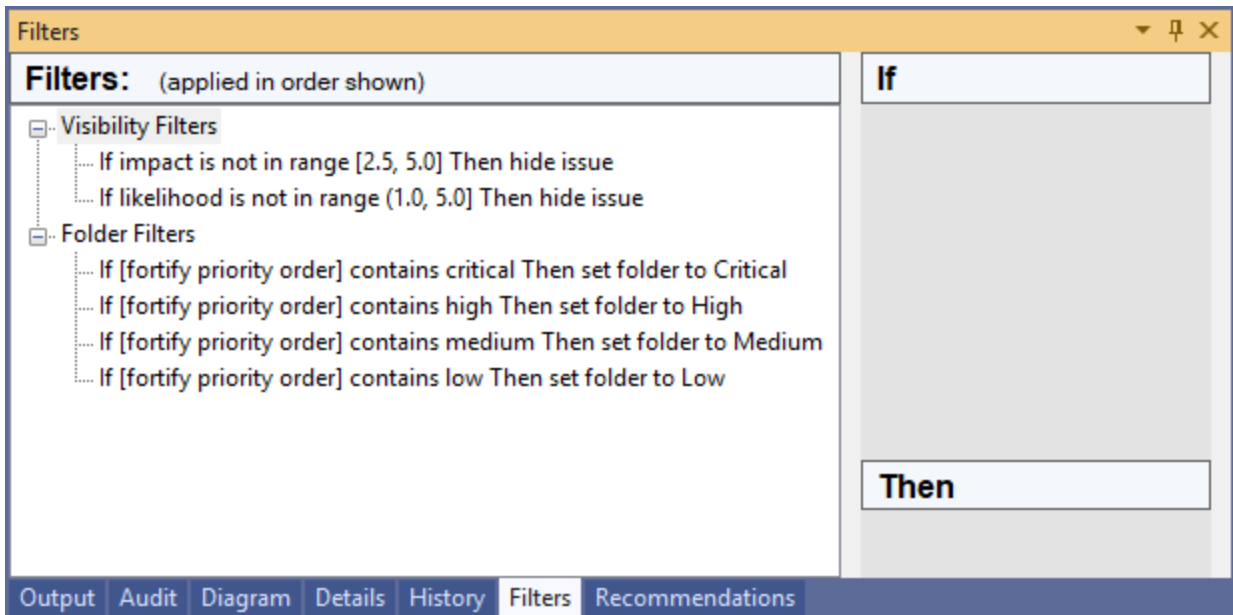 Filters
Filters: (applied in order shown)
Visibility Filters
If impact is not in range [2.5, 5.0] Then hide issue
If likelihood is not in range (1.0, 5.0] Then hide issue
Folder Filters
If [fortify priority order] contains critical Then set folder to Critical
If [fortify priority order] contains high Then set folder to High
If [fortify priority order] contains medium Then set folder to Medium
If [fortify priority order] contains low Then set folder to Low
If
Then
Output Audit Diagram Details History Filters Recommendations